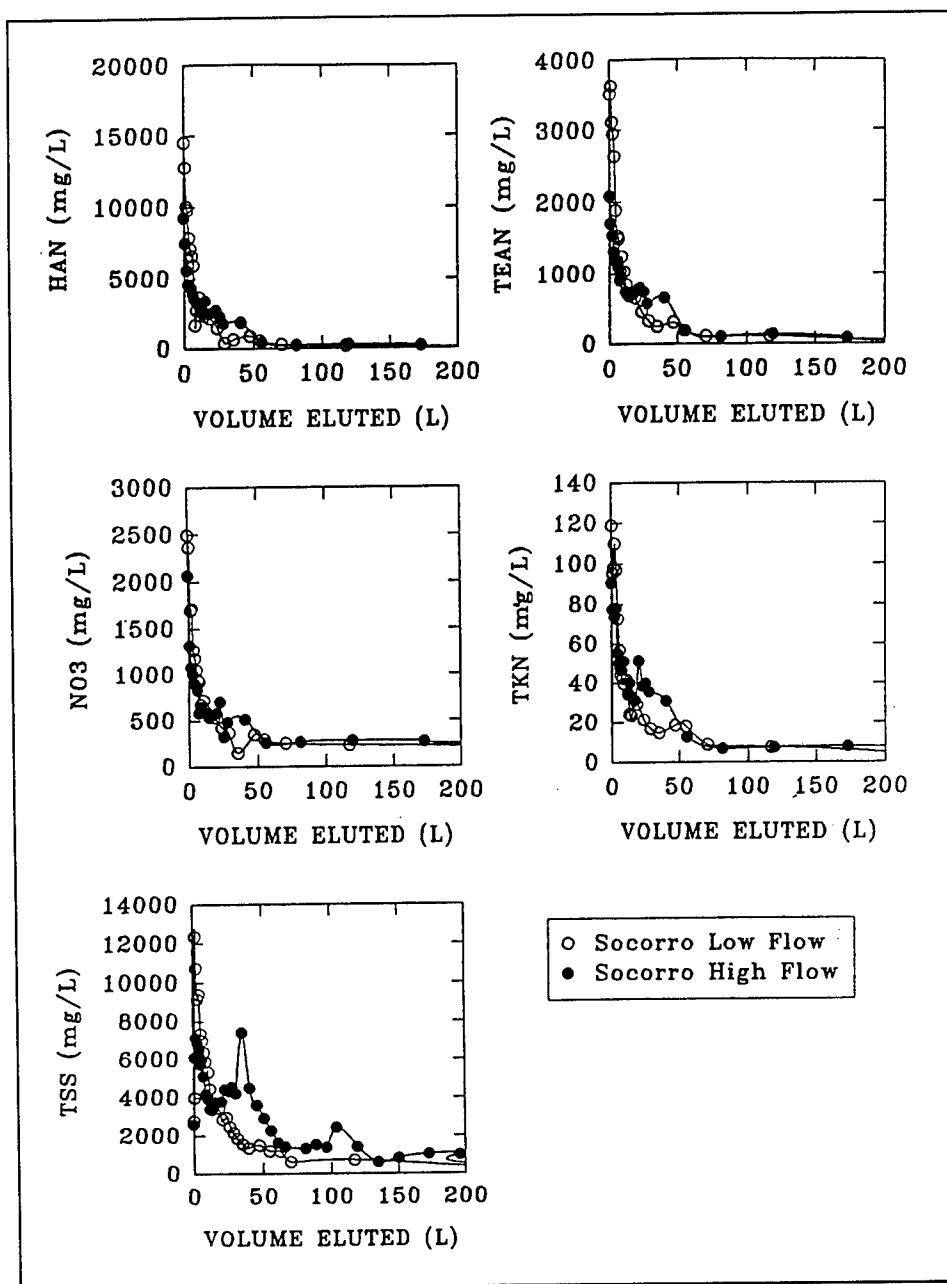 20000
15000
10000
5000
0
HAN (mg/L)
0 50 100 150 200
VOLUME ELUTED (L)
4000
3000
2000
1000
0
TEAN (mg/L)
0 50 100 150 200
VOLUME ELUTED (L)
3000
2500
2000
1500
1000
500
0
NO3 (mg/L)
0 50 100 150 200
VOLUME ELUTED (L)
140
120
100
80
60
40
20
0
TKN (mg/L)
0 50 100 150 200
VOLUME ELUTED (L)
14000
12000
10000
8000
6000
4000
2000
0
TSS (mg/L)
0 50 100 150 200
VOLUME ELUTED (L)
Socorro Low Flow
Socorro High Flow